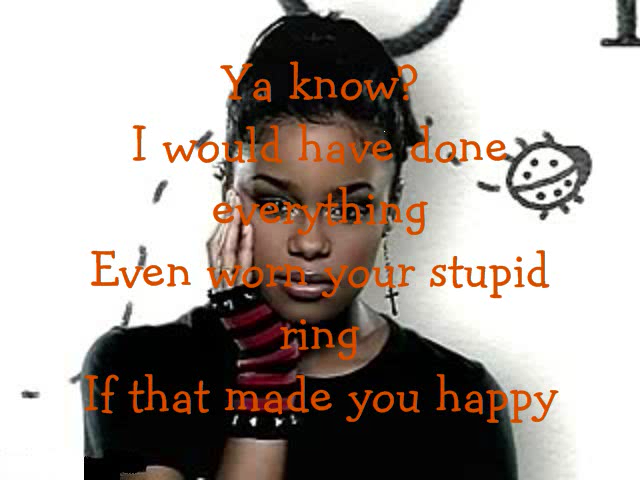 Ya know?
I would have done
everything
Even worn your stupid
ring
If that made you happy